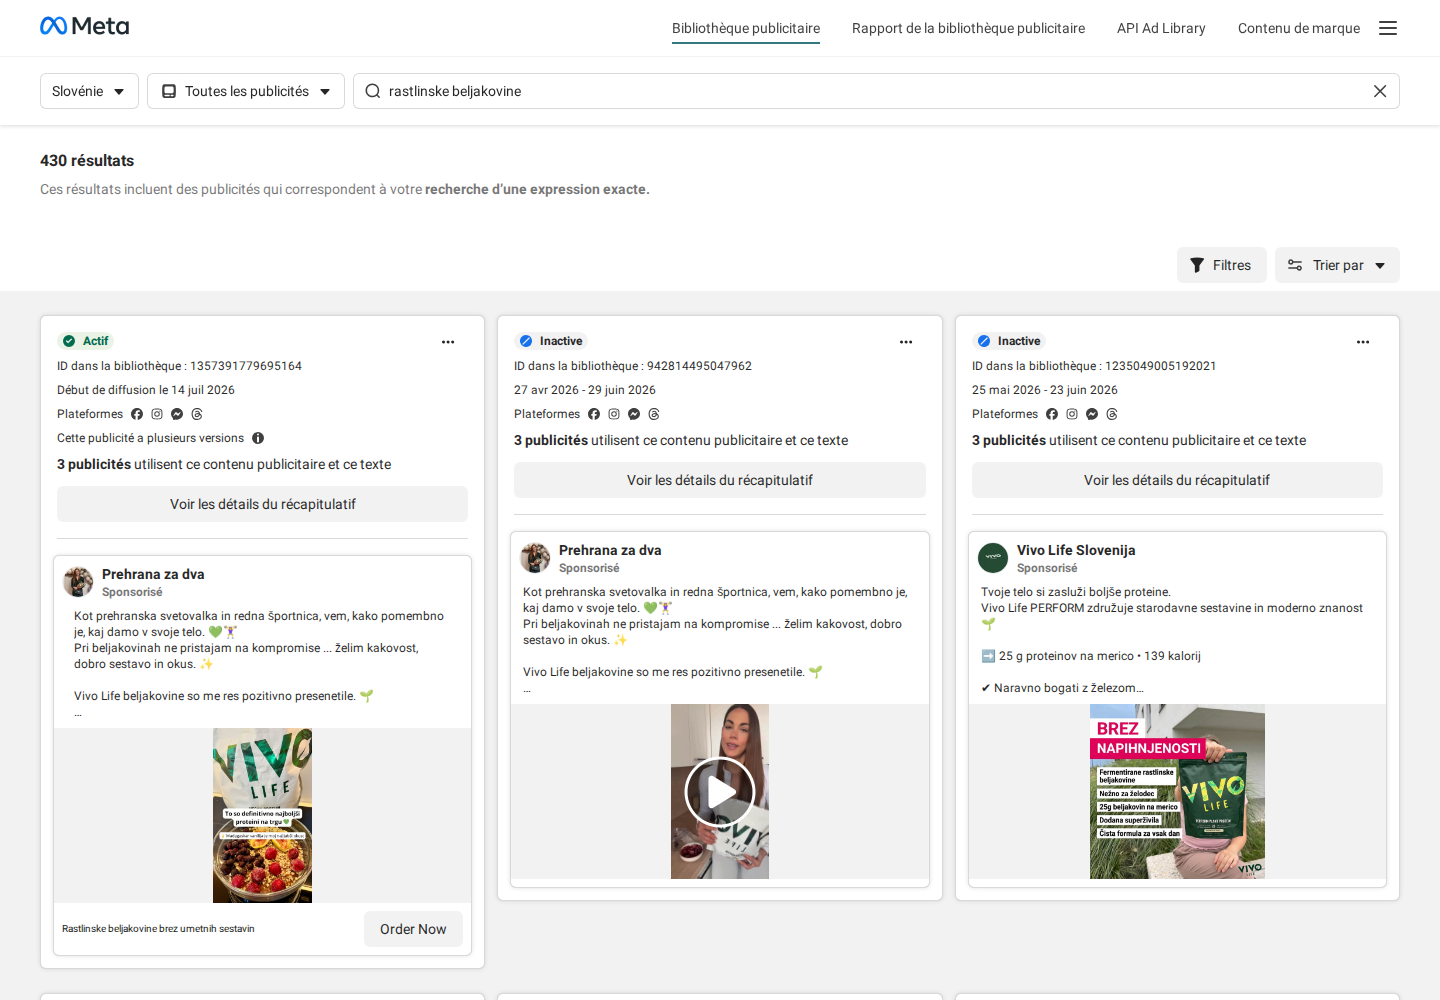 Meta
Bibliothèque publicitaire
Rapport de la bibliothèque publicitaire
API Ad Library
Contenu de marque
Slovénie
Toutes les publicités
rastlinske beljakovine
430 résultats
Ces résultats incluent des publicités qui correspondent à votre recherche d’une expression exacte.
Filtres
Trier par
Actif
ID dans la bibliothèque : 1357391779695164
Début de diffusion le 14 juil 2026
Plateformes
Cette publicité a plusieurs versions
3 publicités utilisent ce contenu publicitaire et ce texte
Voir les détails du récapitulatif
Prehrana za dva
Sponsorisé
Kot prehranska svetovalka in redna športnica, vem, kako pomembno
je, kaj damo v svoje telo. 💚🏋🏻‍♀️
Pri beljakovinah ne pristajam na kompromise ... želim kakovost,
dobro sestavo in okus. ✨
Vivo Life beljakovine so me res pozitivno presenetile. 🌱
...
VIVO
LIFE
To so definitivno najboljši
proteini na trgu 💚
Rastlinske beljakovine brez umetnih sestavin
Order Now
Inactive
ID dans la bibliothèque : 942814495047962
27 avr 2026 - 29 juin 2026
Plateformes
3 publicités utilisent ce contenu publicitaire et ce texte
Voir les détails du récapitulatif
Prehrana za dva
Sponsorisé
Kot prehranska svetovalka in redna športnica, vem, kako pomembno je,
kaj damo v svoje telo. 💚🏋🏻‍♀️
Pri beljakovinah ne pristajam na kompromise ... želim kakovost, dobro
sestavo in okus. ✨
Vivo Life beljakovine so me res pozitivno presenetile. 🌱
...
Inactive
ID dans la bibliothèque : 1235049005192021
25 mai 2026 - 23 juin 2026
Plateformes
3 publicités utilisent ce contenu publicitaire et ce texte
Voir les détails du récapitulatif
Vivo Life Slovenija
Sponsorisé
Tvoje telo si zasluži boljše proteine.
Vivo Life PERFORM združuje starodavne sestavine in moderno znanost
🌱
➡️ 25 g proteinov na merico • 139 kalorij
✔ Naravno bogati z železom...
BREZ
NAPIHNJENOSTI
Fermentirane rastlinske
beljakovine
Nežno za želodec
25g beljakovin na merico
Dodana superživila
Čista formula za vsak dan
VIVO
LIFE
VIVO